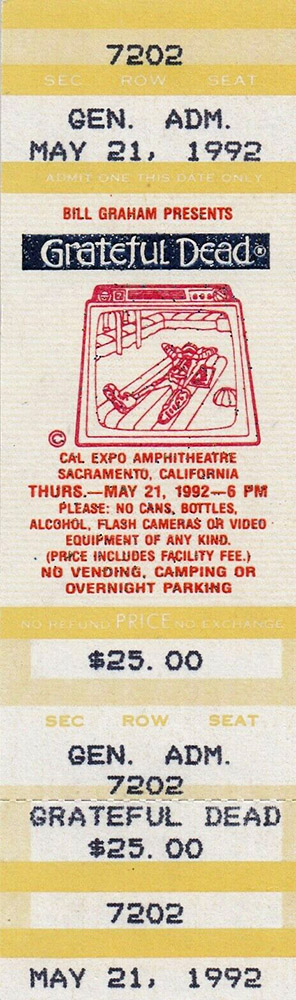 7202
SEC ROW SEAT
GEN. ADM.
MAY 21, 1992
ADMIT ONE THIS DATE ONLY
BILL GRAHAM PRESENTS
Grateful Dead®
©
CAL EXPO AMPHITHEATRE
SACRAMENTO, CALIFORNIA
THURS.—MAY 21, 1992—6 PM
PLEASE: NO CANS, BOTTLES,
ALCOHOL, FLASH CAMERAS OR VIDEO
EQUIPMENT OF ANY KIND.
(PRICE INCLUDES FACILITY FEE.)
NO VENDING, CAMPING OR
OVERNIGHT PARKING
NO REFUND PRICE NO EXCHANGE
$25.00
SEC ROW SEAT
GEN. ADM.
7202
GRATEFUL DEAD
$25.00
7202
MAY 21, 1992